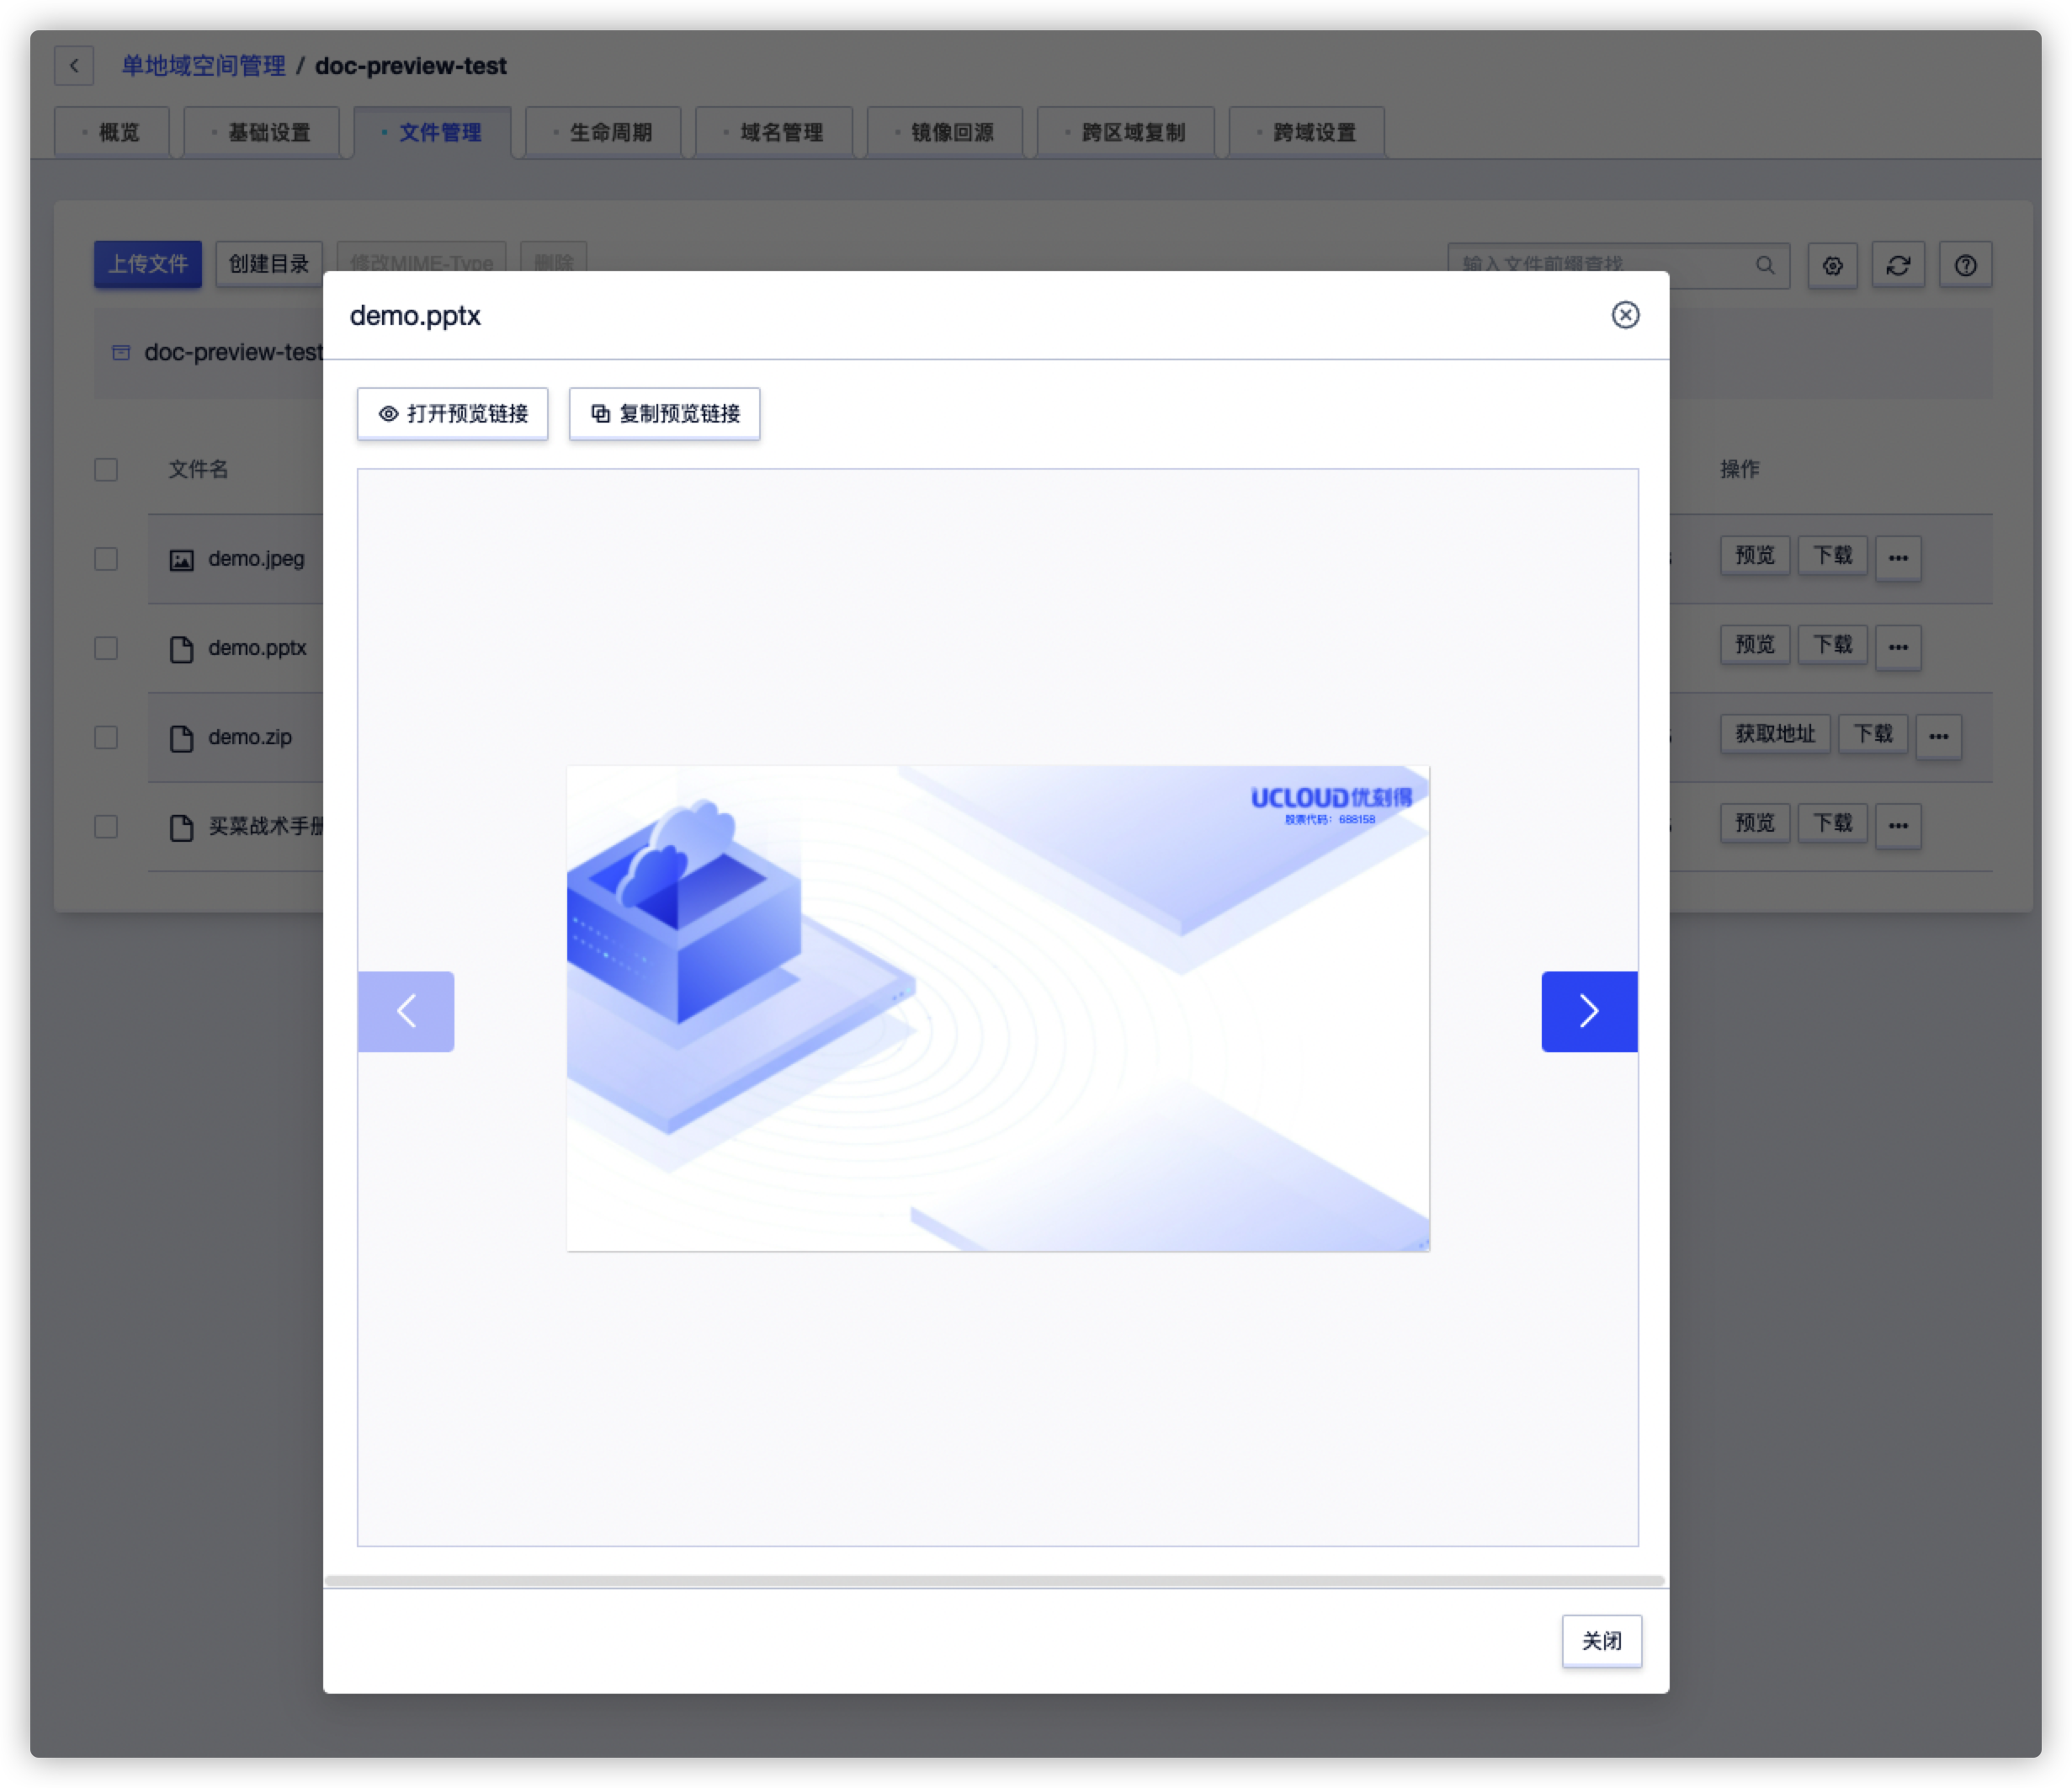 单地域空间管理 / doc-preview-test
概览 基础设置 文件管理 生命周期 域名管理 镜像回源 跨区域复制 跨域设置
上传文件 创建目录 修改MIME-Type 删除 输入文件前缀查找
demo.pptx
doc-preview-test
打开预览链接 复制预览链接
文件名 操作
demo.jpeg 预览 下载
demo.pptx 预览 下载
demo.zip 获取地址 下载
买菜战术手册 预览 下载
UCLOUD优刻得
股票代码：688158
关闭